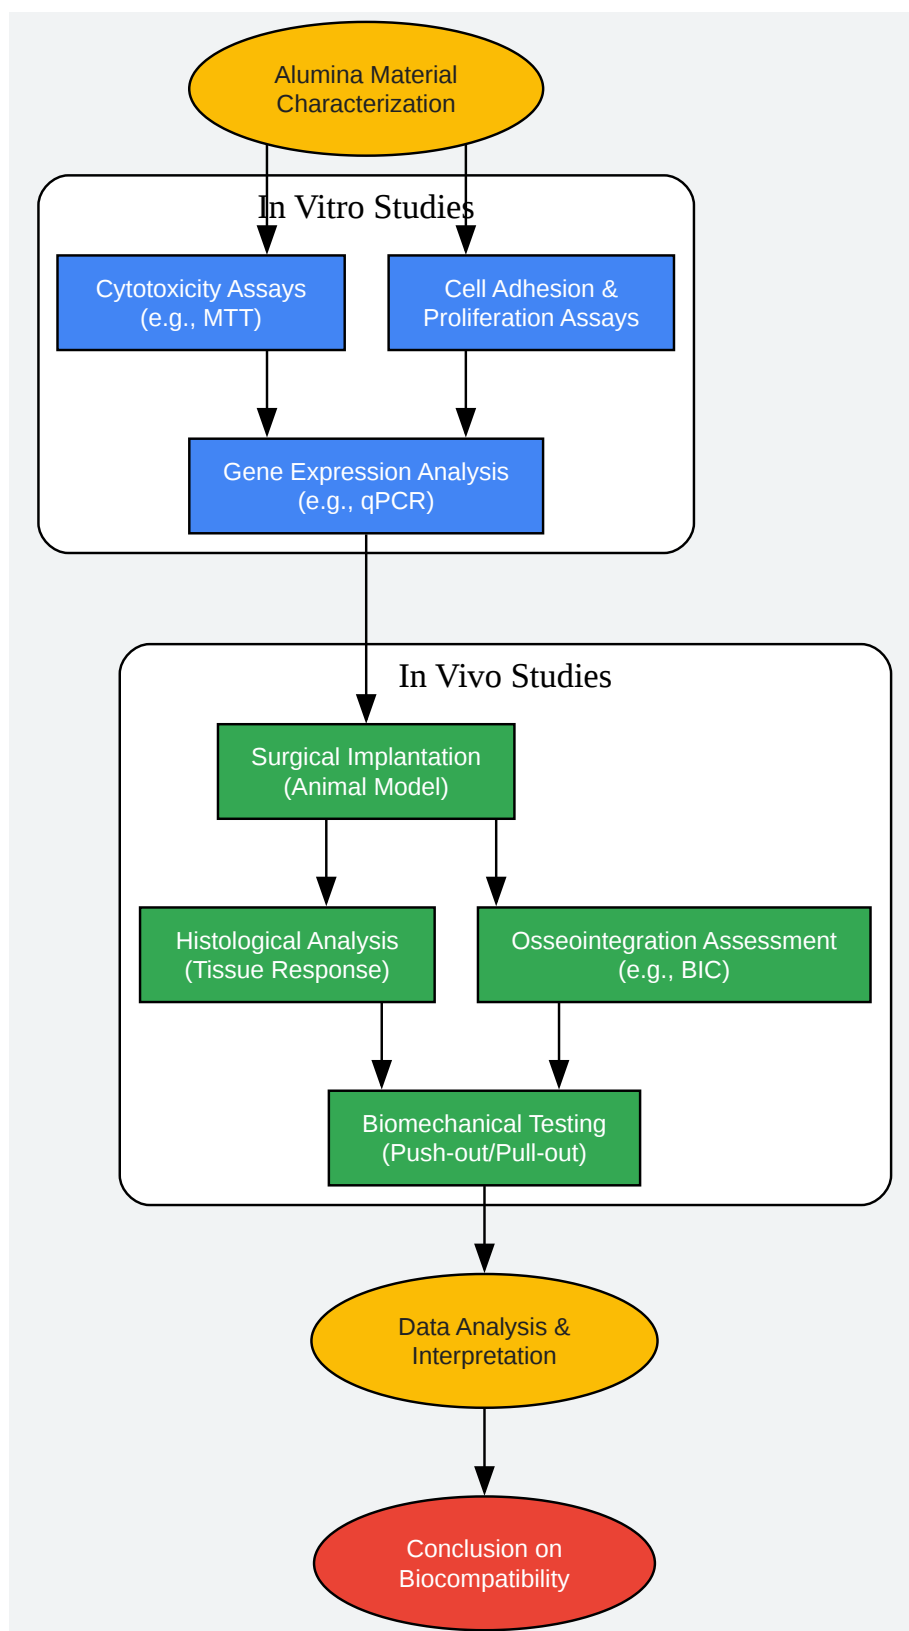 Alumina Material
Characterization
In Vitro Studies
Cytotoxicity Assays
(e.g., MTT)
Cell Adhesion &
Proliferation Assays
Gene Expression Analysis
(e.g., qPCR)
In Vivo Studies
Surgical Implantation
(Animal Model)
Histological Analysis
(Tissue Response)
Osseointegration Assessment
(e.g., BIC)
Biomechanical Testing
(Push-out/Pull-out)
Data Analysis &
Interpretation
Conclusion on
Biocompatibility